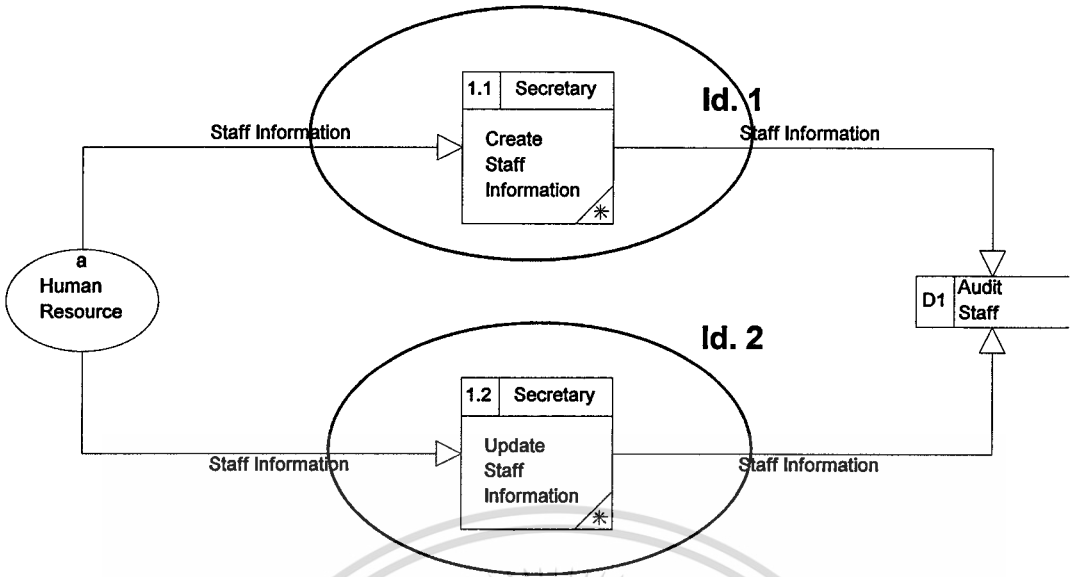 1.1 Secretary
Id. 1
Staff Information
Create
Staff
Information
*
Staff Information
a
Human
Resource
D1
Audit
Staff
Id. 2
1.2 Secretary
Staff Information
Update
Staff
Information
*
Staff Information